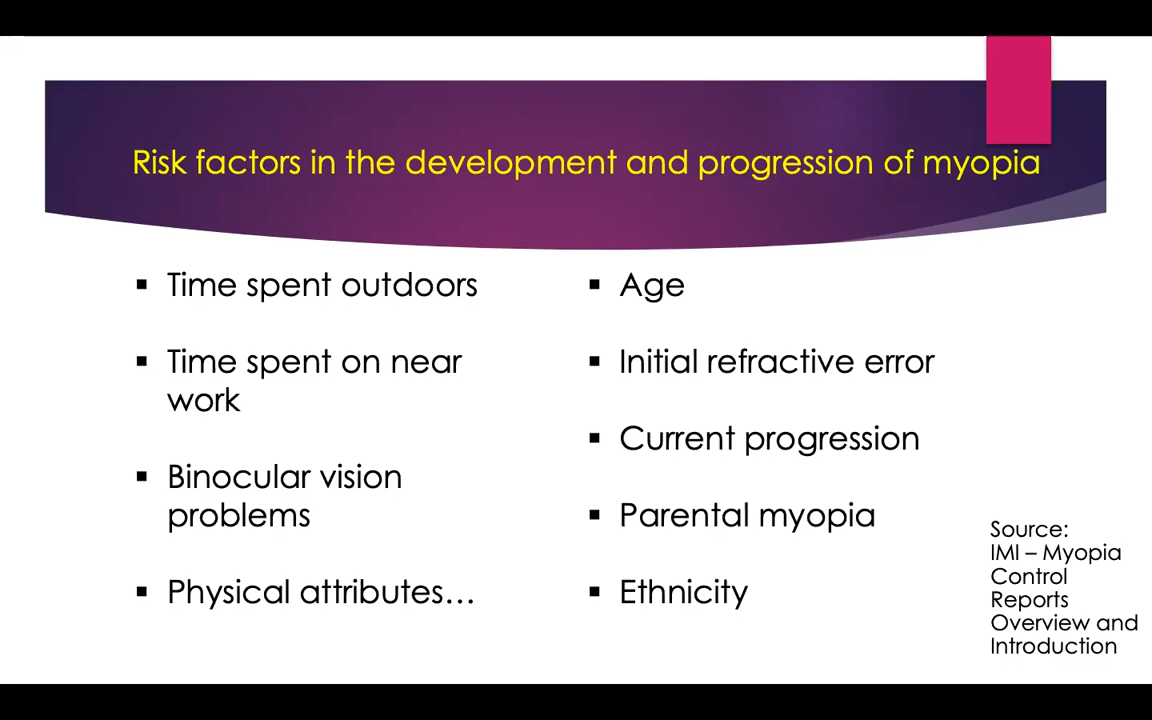 Risk factors in the development and progression of myopia
▪ Time spent outdoors
▪ Time spent on near
work
▪ Binocular vision
problems
▪ Physical attributes…
▪ Age
▪ Initial refractive error
▪ Current progression
▪ Parental myopia
▪ Ethnicity
Source:
IMI – Myopia
Control
Reports
Overview and
Introduction